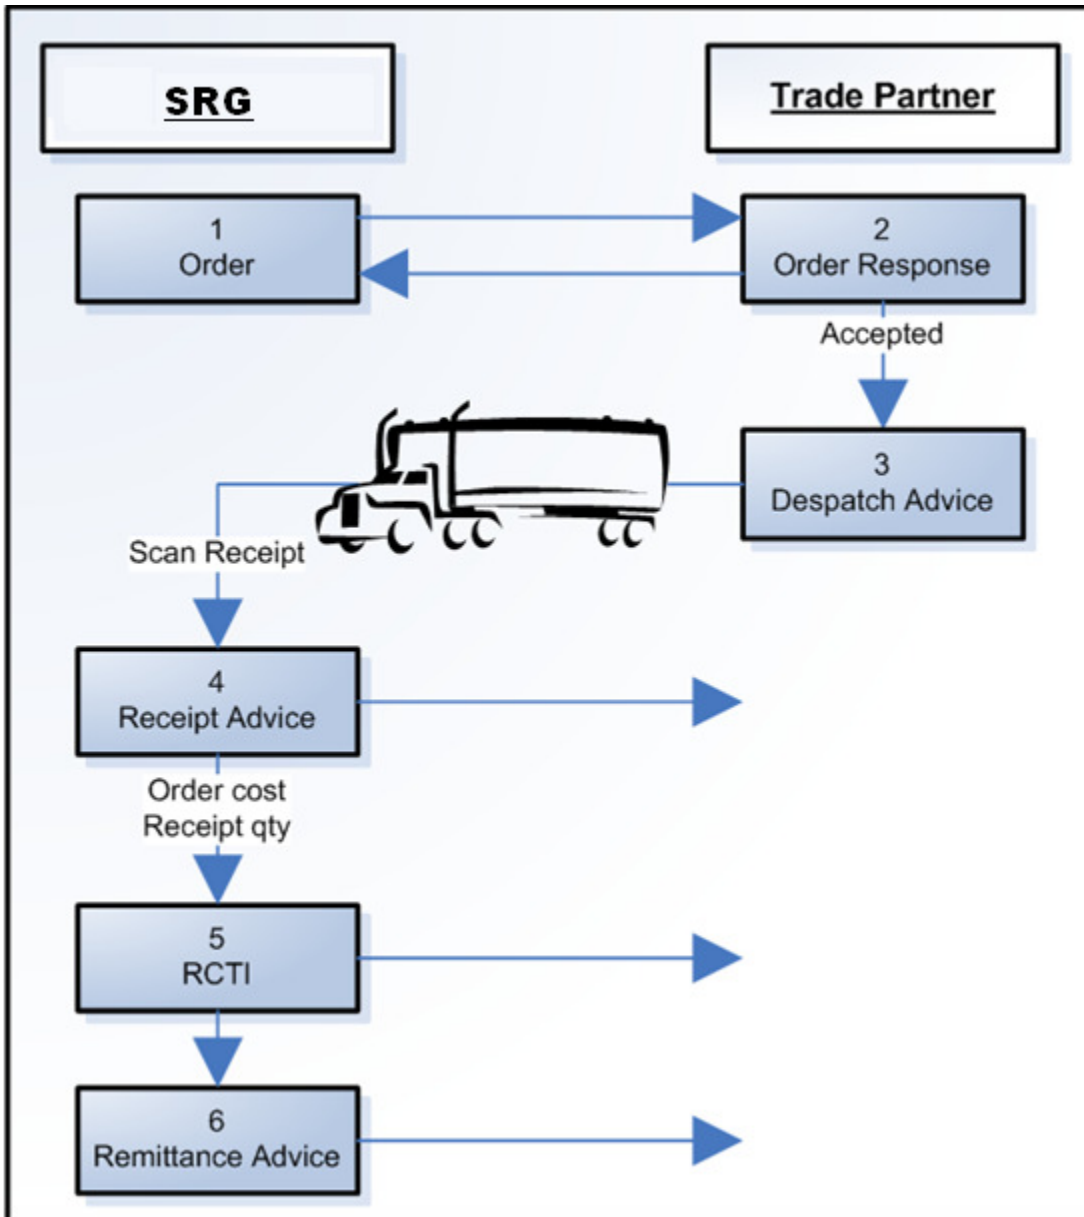 SRG
Trade Partner
1
Order
2
Order Response
Accepted
3
Despatch Advice
Scan Receipt
4
Receipt Advice
Order cost
Receipt qty
5
RCTI
6
Remittance Advice